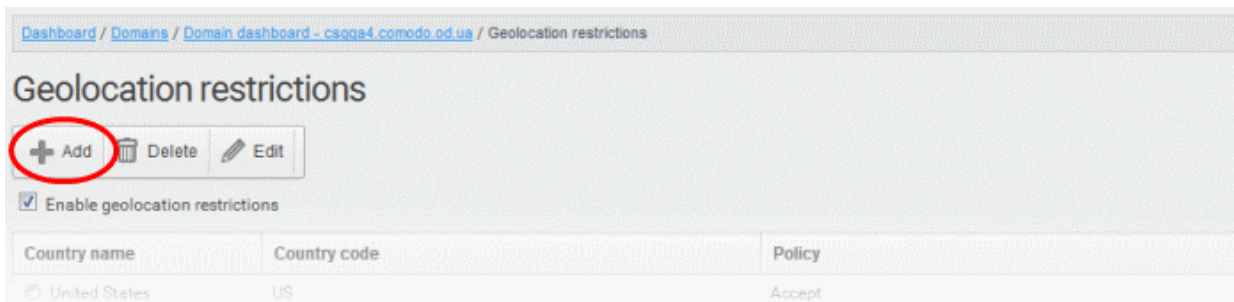 Dashboard / Domains / Domain dashboard - csqqa4.comodo.od.ua / Geolocation restrictions
Geolocation restrictions
Add Delete Edit
Enable geolocation restrictions
Country name Country code Policy
United States US Accept